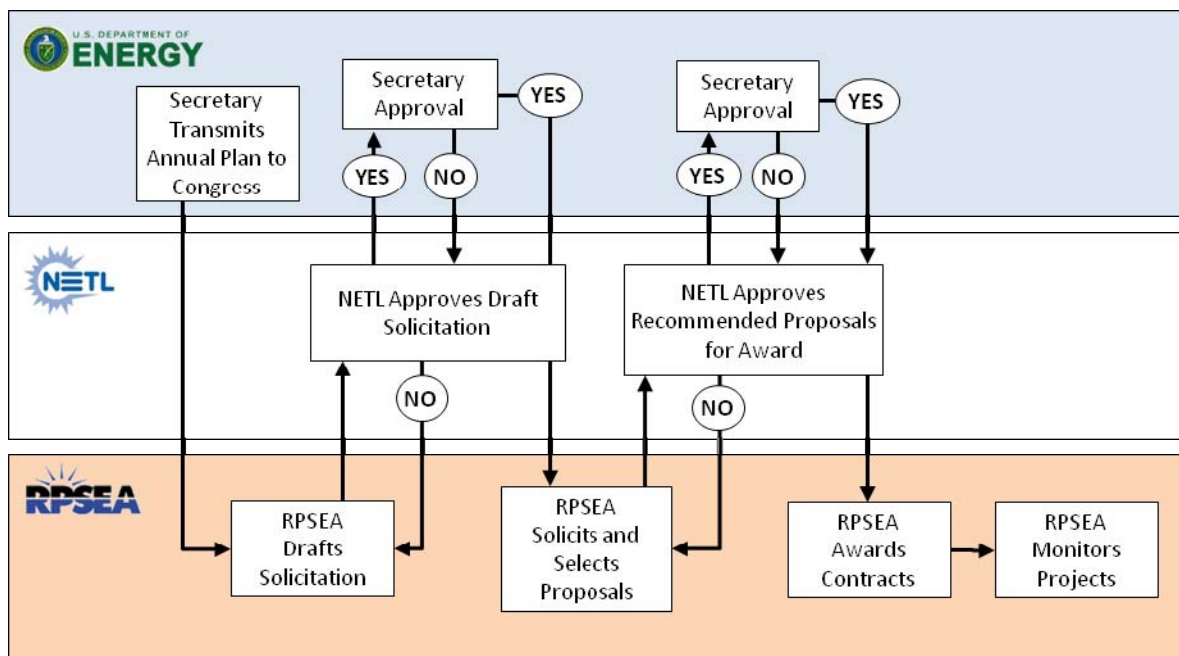 U.S. DEPARTMENT OF
ENERGY
Secretary
Transmits
Annual Plan to
Congress
Secretary
Approval
YES
YES
NO
Secretary
Approval
YES
YES
NO
NETL
NETL Approves Draft
Solicitation
NO
NETL Approves
Recommended Proposals
for Award
NO
RPSEA
RPSEA
Drafts
Solicitation
RPSEA
Solicits and
Selects
Proposals
RPSEA
Awards
Contracts
RPSEA
Monitors
Projects